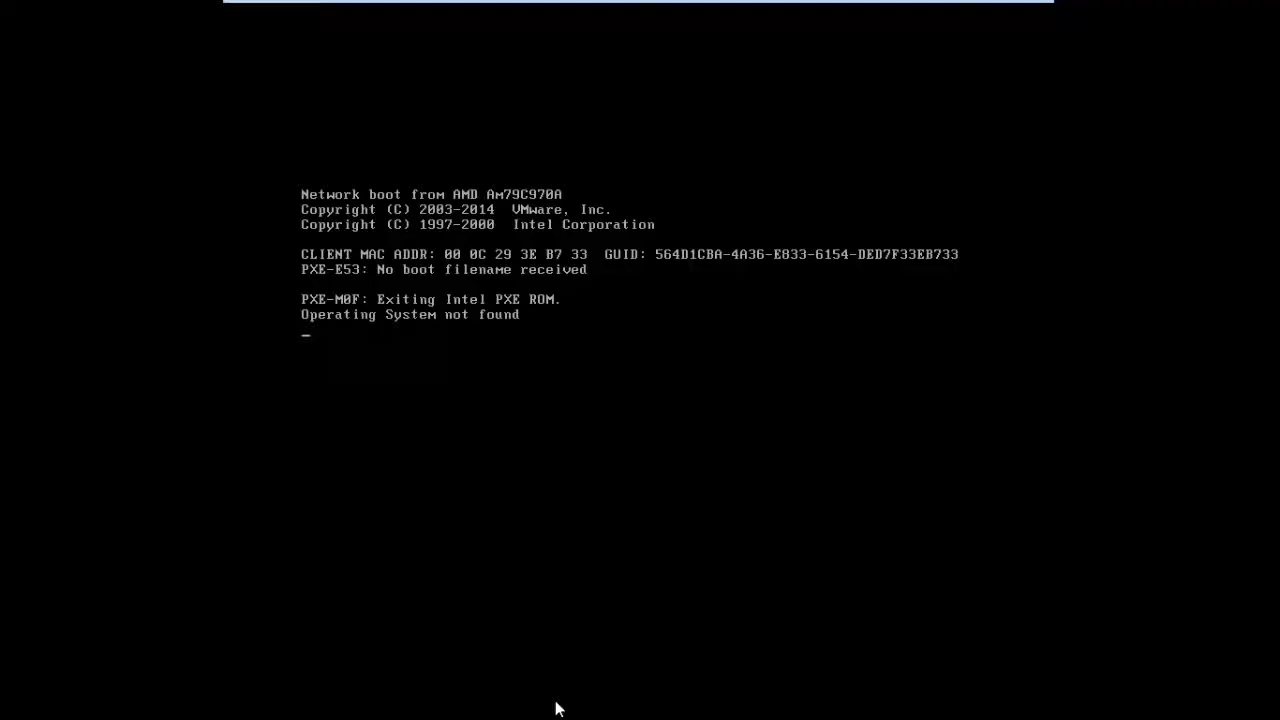 Network boot from AMD Am79C970A
Copyright (C) 2003-2014  VMware, Inc.
Copyright (C) 1997-2000  Intel Corporation
CLIENT MAC ADDR: 00 0C 29 3E B7 33  GUID: 564D1CBA-4A36-E833-6154-DED7F33EB733
PXE-E53: No boot filename received
PXE-M0F: Exiting Intel PXE ROM.
Operating System not found